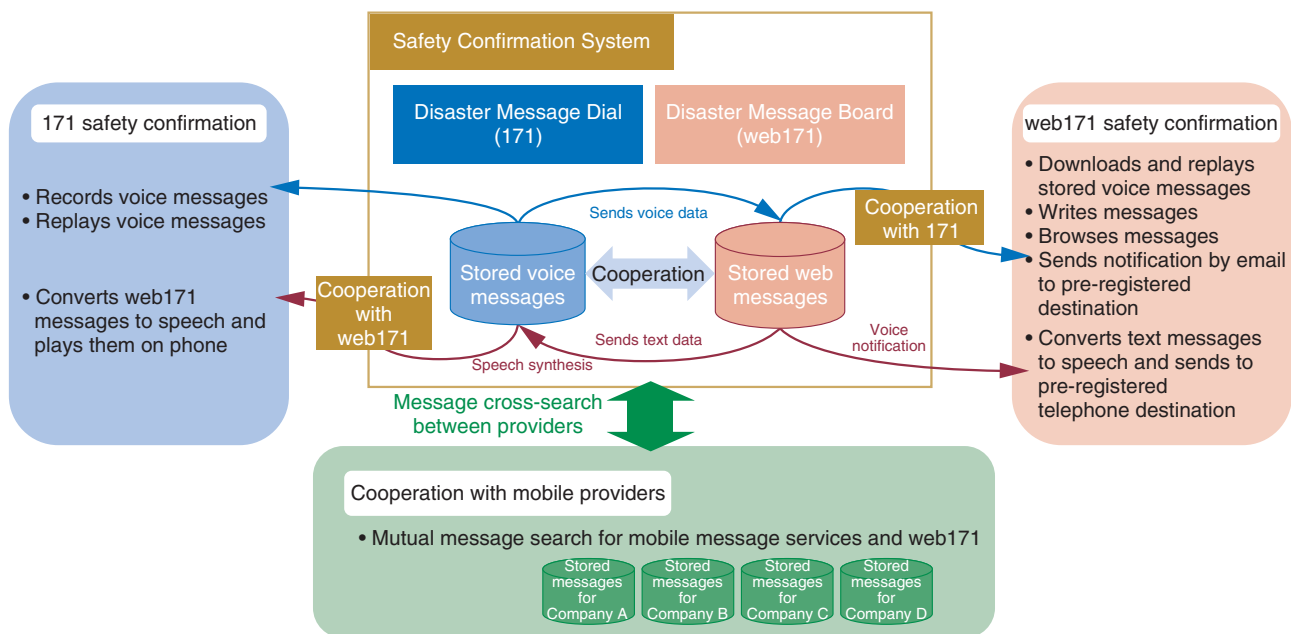 Safety Confirmation System
Disaster Message Dial
(171)
Disaster Message Board
(web171)
171 safety confirmation
• Records voice messages
• Replays voice messages
• Converts web171
messages to speech and
plays them on phone
Cooperation
with
web171
Stored voice
messages
Sends voice data
Cooperation
Sends text data
Speech synthesis
Stored web
messages
Cooperation
with 171
Voice
notification
web171 safety confirmation
• Downloads and replays
stored voice messages
• Writes messages
• Browses messages
• Sends notification by email
to pre-registered
destination
• Converts text messages
to speech and sends to
pre-registered
telephone destination
Message cross-search
between providers
Cooperation with mobile providers
• Mutual message search for mobile message services and web171
Stored
messages
for
Company A
Stored
messages
for
Company B
Stored
messages
for
Company C
Stored
messages
for
Company D